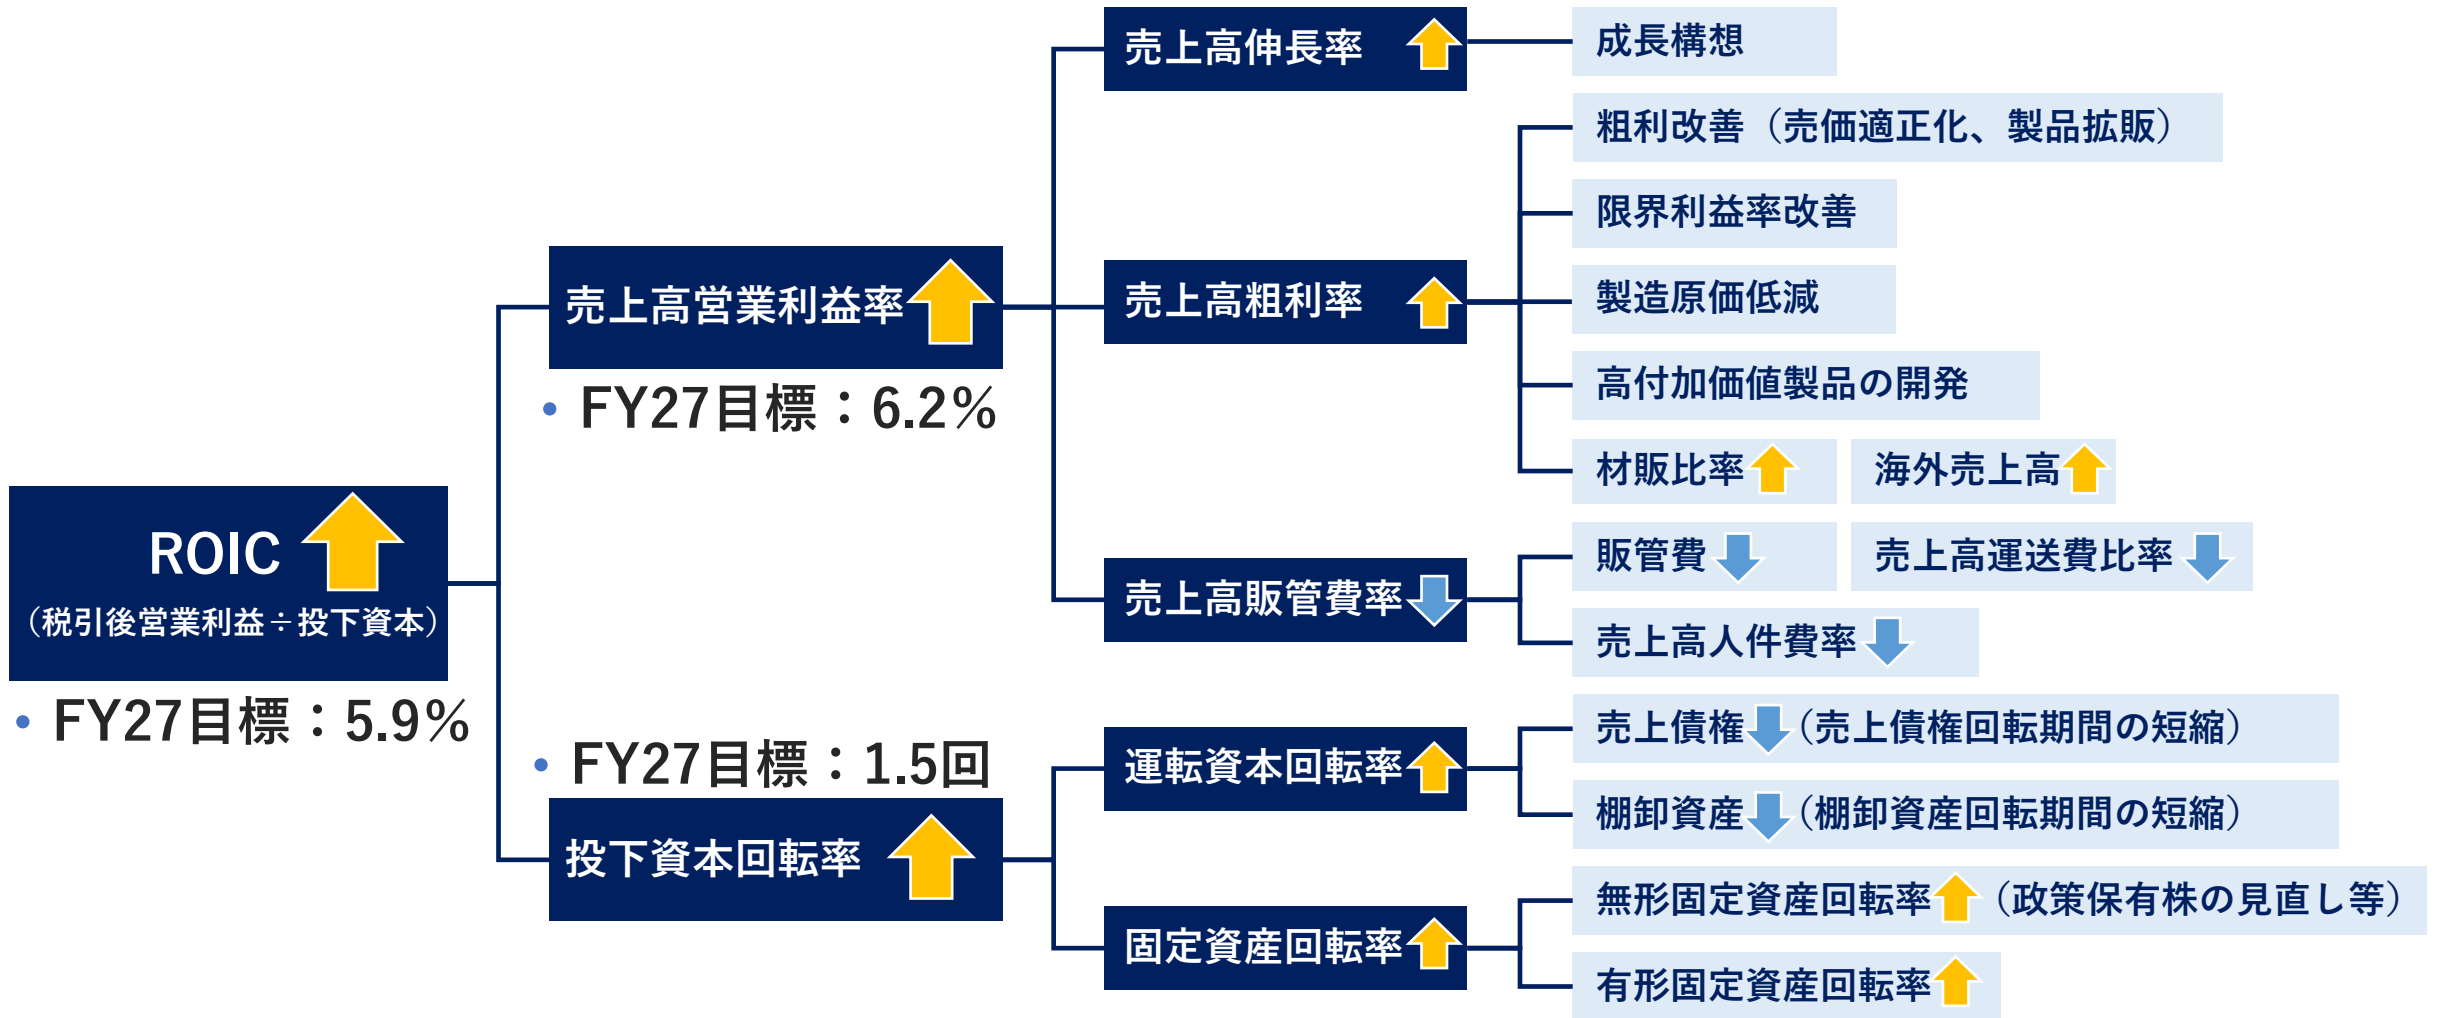 ROIC
（税引後営業利益÷投下資本）
• FY27目標：5.9%
売上高営業利益率
• FY27目標：6.2%
• FY27目標：1.5回
投下資本回転率
売上高伸長率
売上高粗利率
売上高販管費率
運転資本回転率
固定資産回転率
成長構想
粗利改善（売価適正化、製品拡販）
限界利益率改善
製造原価低減
高付加価値製品の開発
材販比率
海外売上高
販管費
売上高運送費比率
売上高人件費率
売上債権（売上債権回転期間の短縮）
棚卸資産（棚卸資産回転期間の短縮）
無形固定資産回転率（政策保有株の見直し等）
有形固定資産回転率